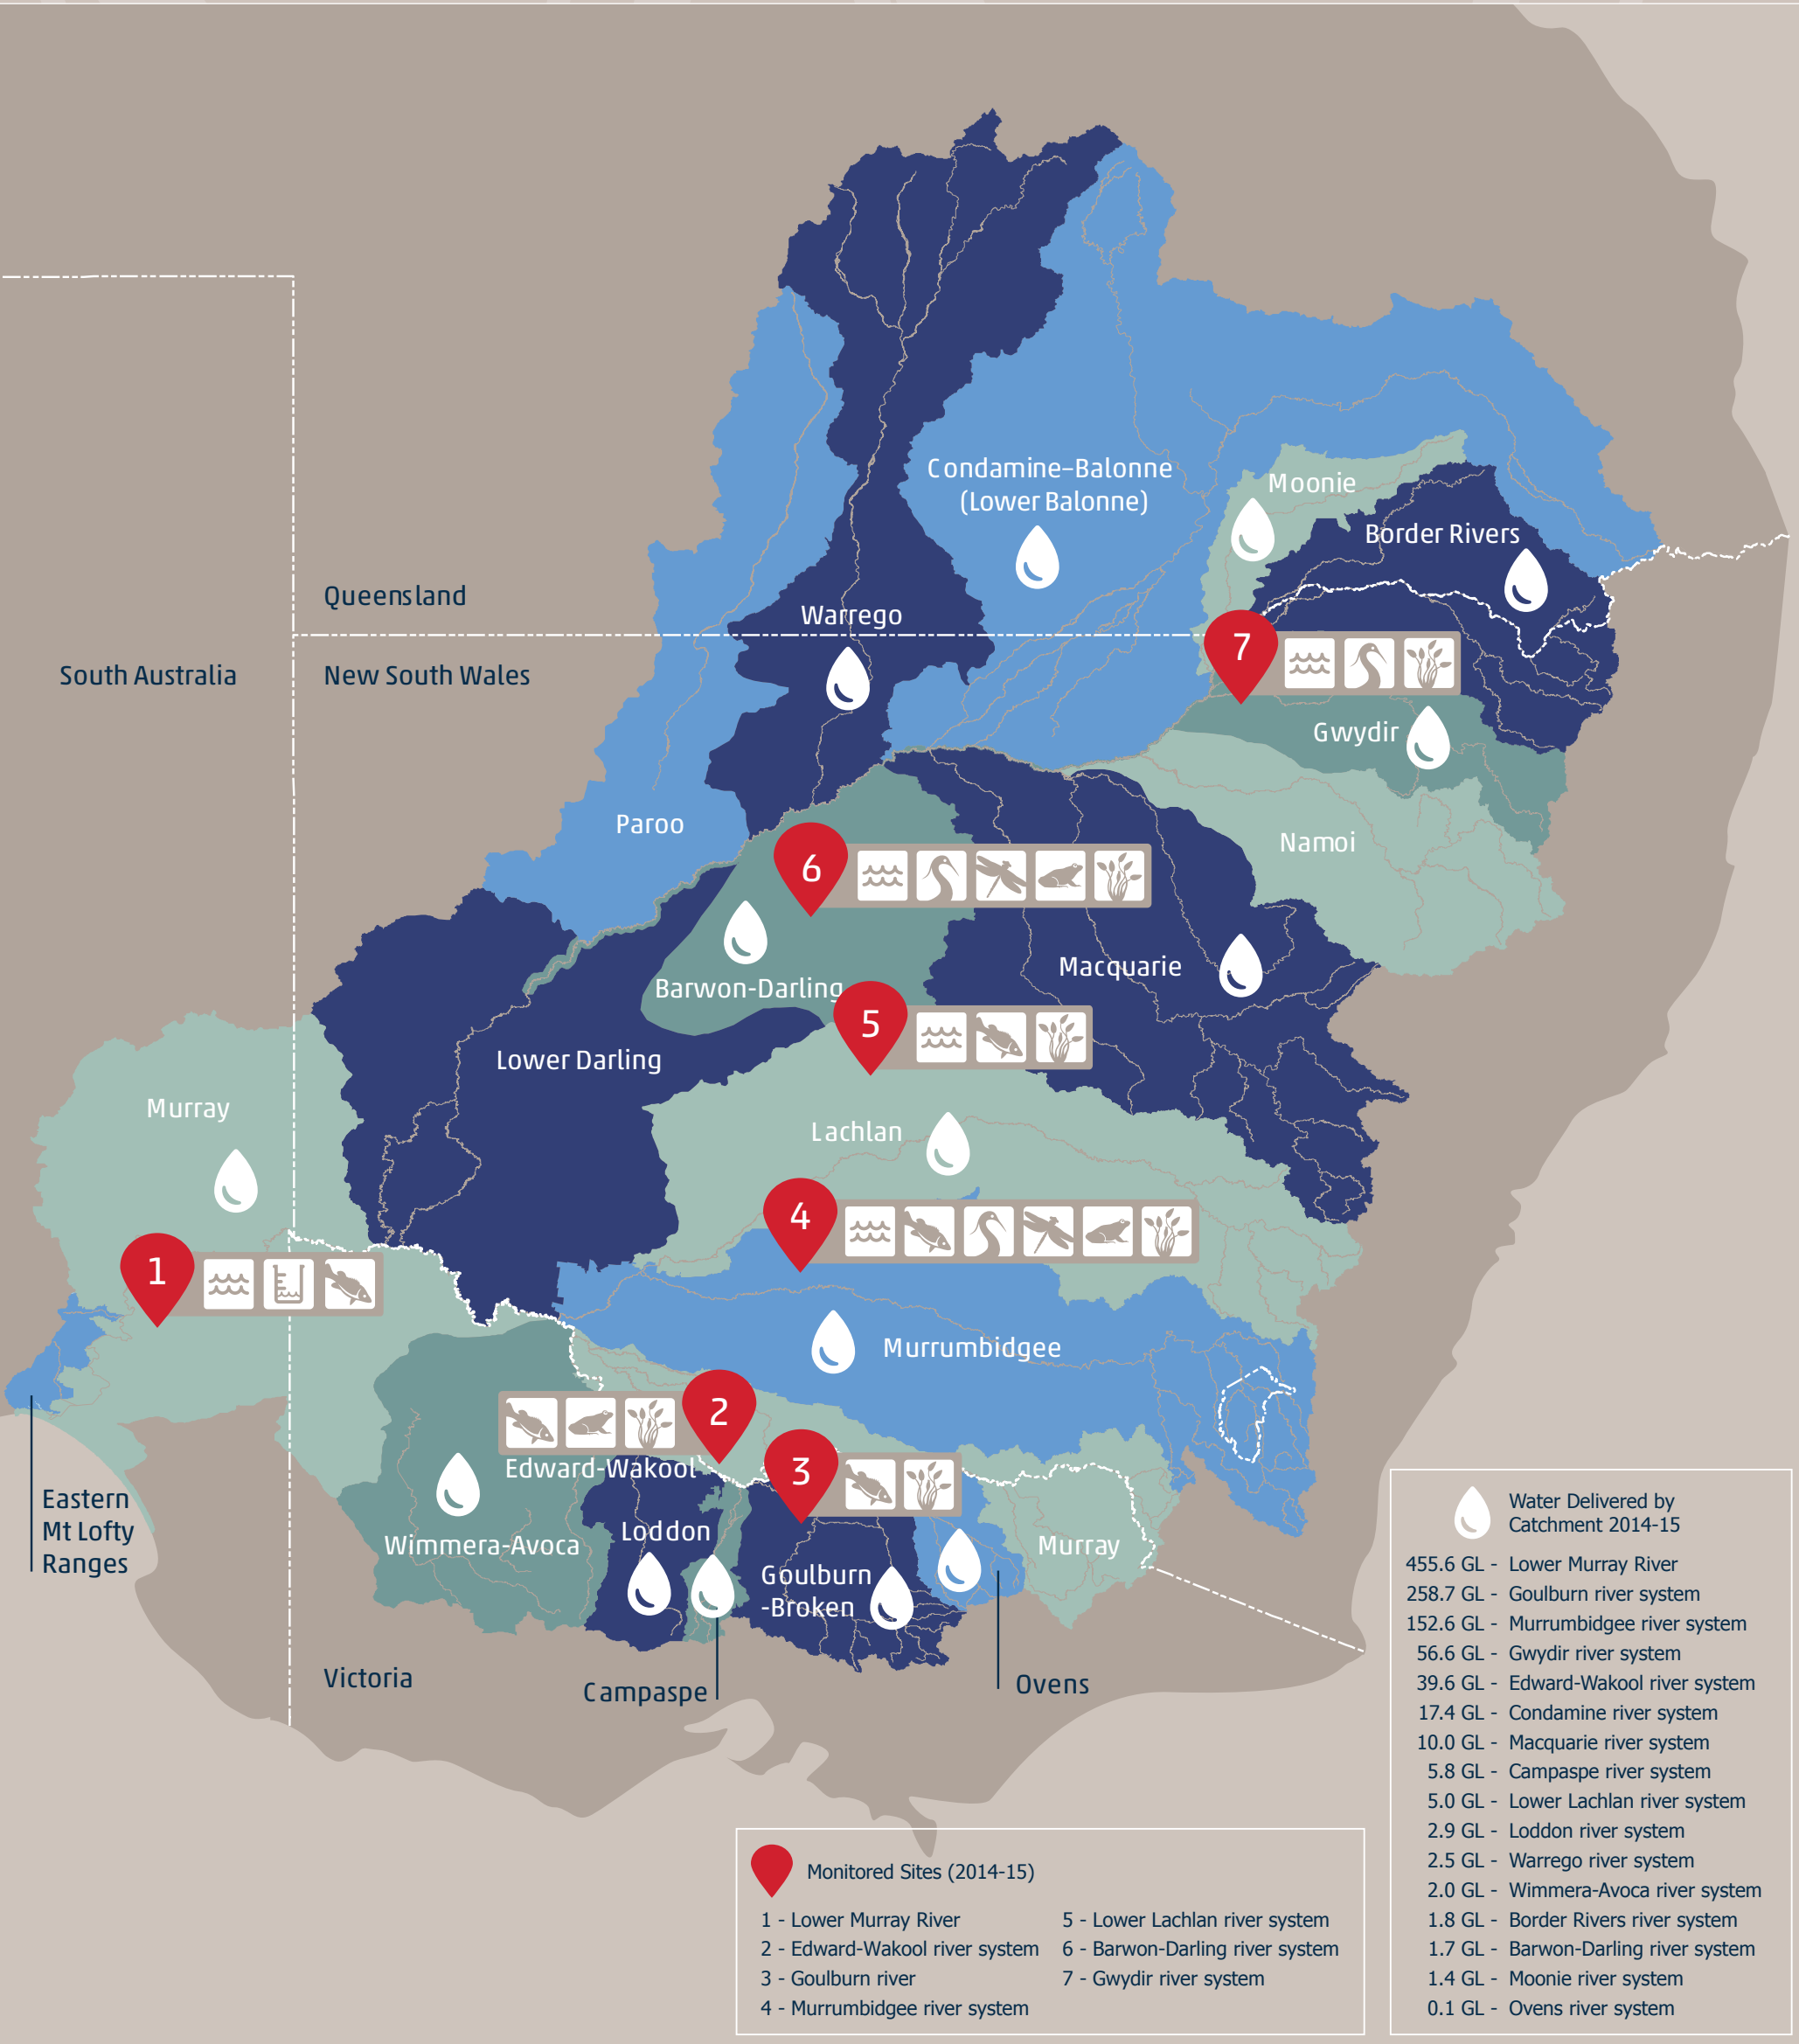 Condamine–Balonne
(Lower Balonne)
Moonie
Border Rivers
Queensland
Warrego
South Australia
New South Wales
7
Gwydir
Paroo
Namoi
6
Macquarie
Barwon-Darling
5
Lower Darling
Murray
Lachlan
4
1
Murrumbidgee
2
3
Edward-Wakool
Eastern
Mt Lofty
Ranges
Loddon
Wimmera-Avoca
Murray
Goulburn
-Broken
Victoria
Campaspe
Ovens
Water Delivered by
Catchment 2014-15
455.6 GL - Lower Murray River
258.7 GL - Goulburn river system
152.6 GL - Murrumbidgee river system
56.6 GL - Gwydir river system
39.6 GL - Edward-Wakool river system
17.4 GL - Condamine river system
10.0 GL - Macquarie river system
5.8 GL - Campaspe river system
5.0 GL - Lower Lachlan river system
2.9 GL - Loddon river system
2.5 GL - Warrego river system
2.0 GL - Wimmera-Avoca river system
1.8 GL - Border Rivers river system
1.7 GL - Barwon-Darling river system
1.4 GL - Moonie river system
0.1 GL - Ovens river system
Monitored Sites (2014-15)
1 - Lower Murray River
2 - Edward-Wakool river system
3 - Goulburn river
4 - Murrumbidgee river system
5 - Lower Lachlan river system
6 - Barwon-Darling river system
7 - Gwydir river system